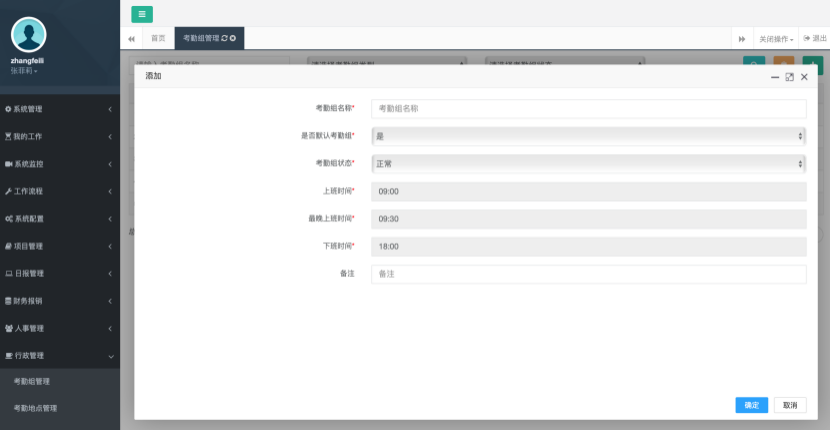 zhangfeili
张菲莉
系统管理
我的工作
系统监控
工作流程
系统配置
项目管理
日报管理
财务报销
人事管理
行政管理
考勤组管理
考勤地点管理
首页
考勤组管理
关闭操作
退出
添加
考勤组名称* 考勤组名称
是否默认考勤组* 是
考勤组状态* 正常
上班时间* 09:00
最晚上班时间* 09:30
下班时间* 18:00
备注 备注
确定 取消